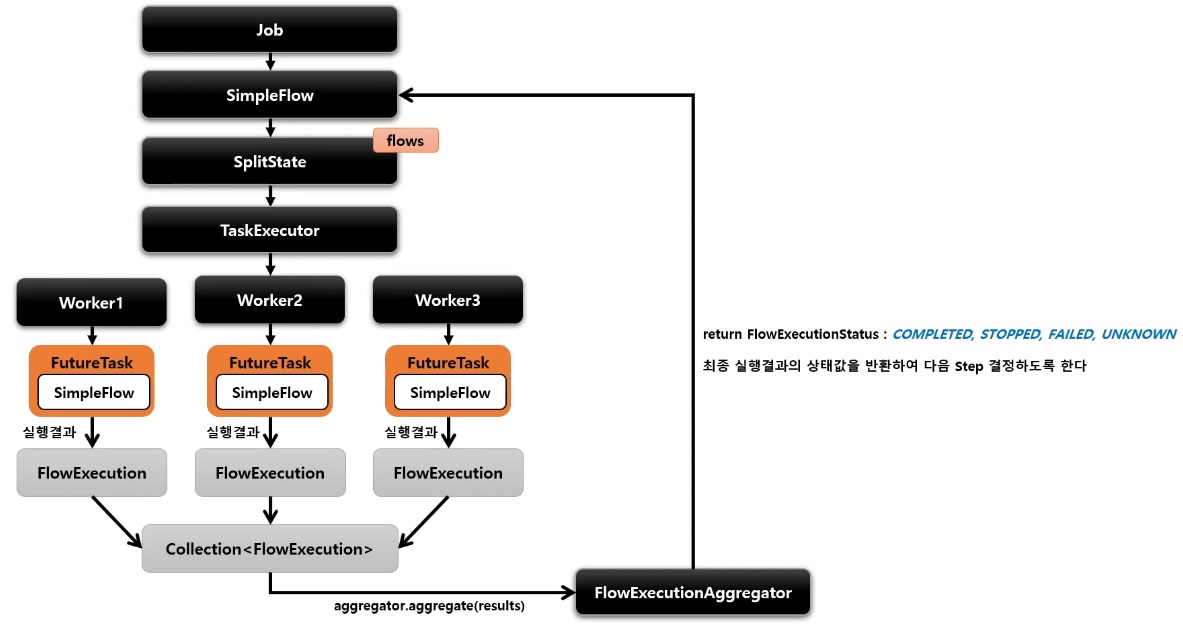 Job
SimpleFlow
flows
SplitState
TaskExecutor
Worker1
Worker2
Worker3
FutureTask
SimpleFlow
FutureTask
SimpleFlow
FutureTask
SimpleFlow
실행결과
실행결과
실행결과
FlowExecution
FlowExecution
FlowExecution
Collection<FlowExecution>
aggregator.aggregate(results)
FlowExecutionAggregator
return FlowExecutionStatus : COMPLETED, STOPPED, FAILED, UNKNOWN
최종 실행결과의 상태값을 반환하여 다음 Step 결정하도록 한다